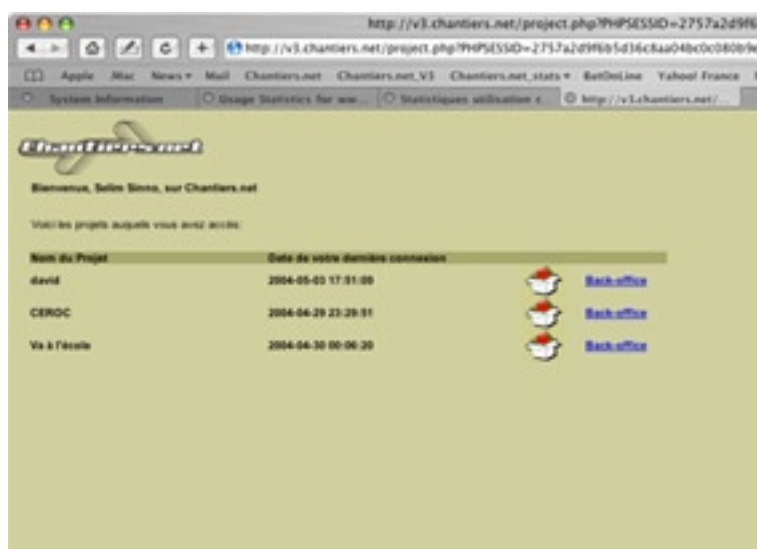 http://v3.chantiers.net/project.php?PHPSESSID=2757a2d9f6
http://v3.chantiers.net/project.php?PHPSESSID=2757a2d9f6b5d36c8aa04bc0c080b9e
Apple .Mac News Mail Chantiers.net Chantiers.net_V3 Chantiers.net_stats BatOnLine Yahoo! France
System Information Usage Statistics for ww... Statistiques utilisation c... http://v3.chantiers.net/...
Chantiers.net
Bienvenue, Selim Sinno, sur Chantiers.net
Voici les projets auquels vous avez accès:
Nom du Projet Date de votre dernière connexion
david 2004-05-03 17:51:09 Back-office
CEROC 2004-04-29 23:29:51 Back-office
Va à l'école 2004-04-30 00:06:20 Back-office